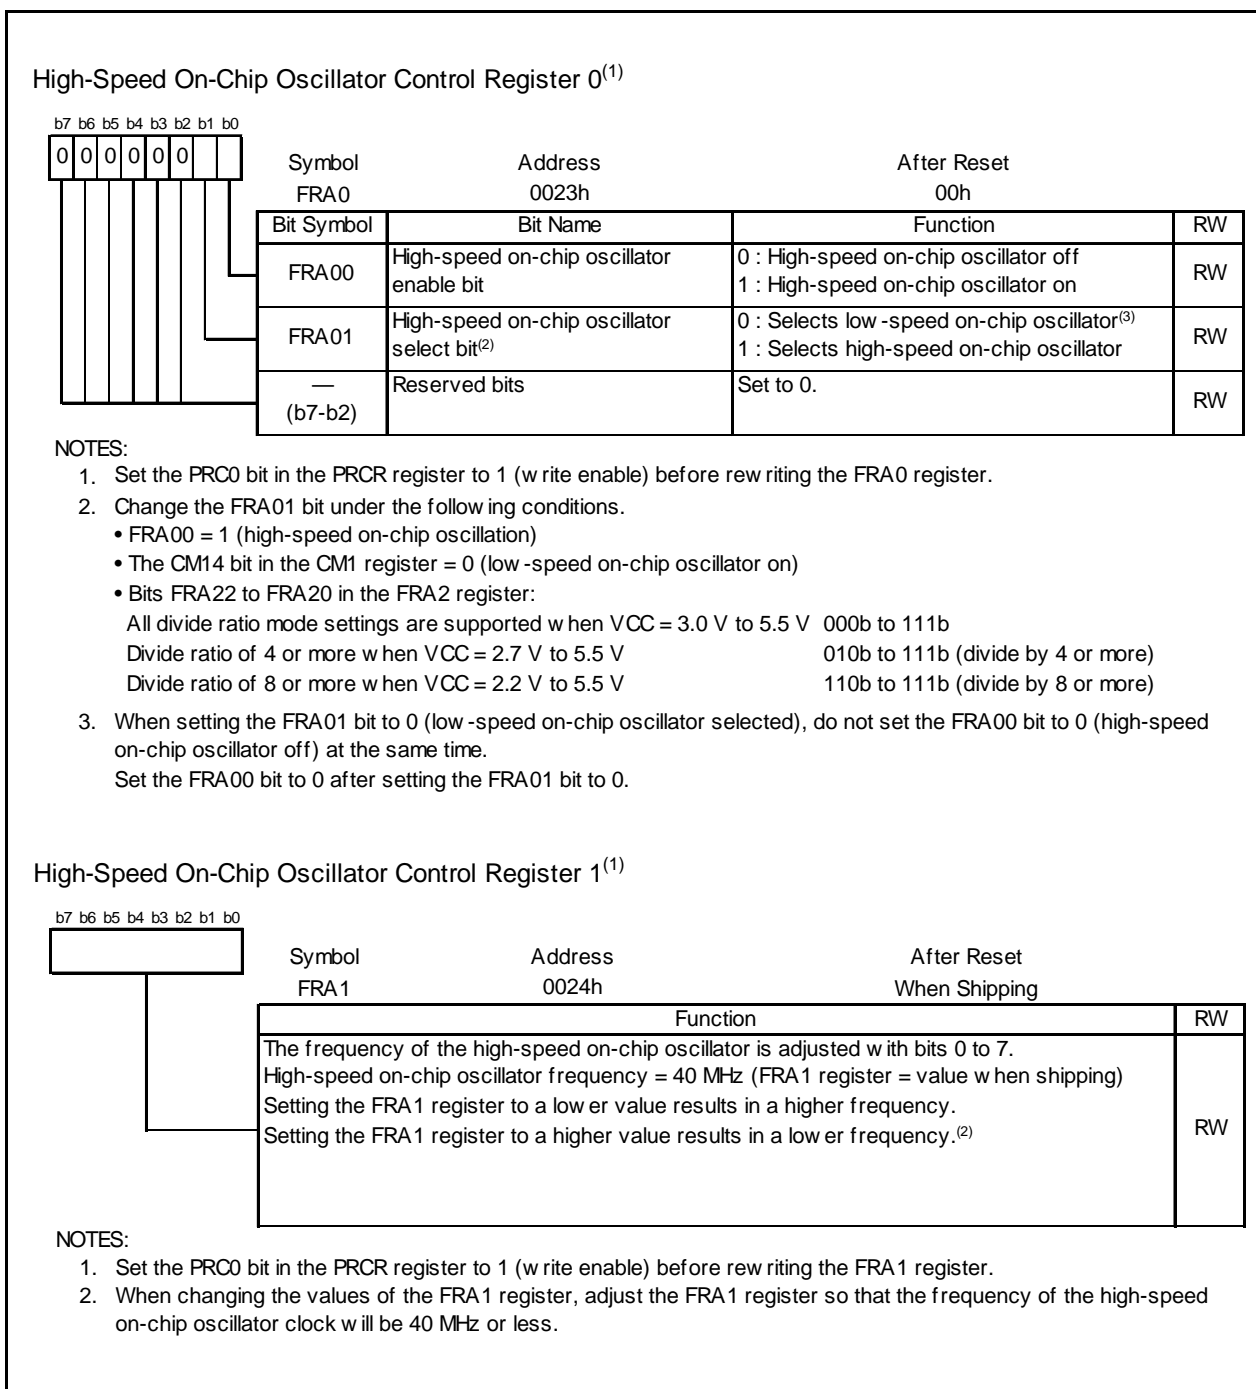 High-Speed On-Chip Oscillator Control Register 0(1)
b7 b6 b5 b4 b3 b2 b1 b0
0 0 0 0 0 0
Symbol Address After Reset
FRA0 0023h 00h
Bit Symbol Bit Name Function RW
FRA00 High-speed on-chip oscillator enable bit 0 : High-speed on-chip oscillator off
1 : High-speed on-chip oscillator on RW
FRA01 High-speed on-chip oscillator select bit(2) 0 : Selects low-speed on-chip oscillator(3)
1 : Selects high-speed on-chip oscillator RW
— (b7-b2) Reserved bits Set to 0. RW
NOTES:
1. Set the PRC0 bit in the PRCR register to 1 (write enable) before rewriting the FRA0 register.
2. Change the FRA01 bit under the following conditions.
• FRA00 = 1 (high-speed on-chip oscillation)
• The CM14 bit in the CM1 register = 0 (low-speed on-chip oscillator on)
• Bits FRA22 to FRA20 in the FRA2 register:
All divide ratio mode settings are supported when VCC = 3.0 V to 5.5 V 000b to 111b
Divide ratio of 4 or more when VCC = 2.7 V to 5.5 V 010b to 111b (divide by 4 or more)
Divide ratio of 8 or more when VCC = 2.2 V to 5.5 V 110b to 111b (divide by 8 or more)
3. When setting the FRA01 bit to 0 (low-speed on-chip oscillator selected), do not set the FRA00 bit to 0 (high-speed
on-chip oscillator off) at the same time.
Set the FRA00 bit to 0 after setting the FRA01 bit to 0.
High-Speed On-Chip Oscillator Control Register 1(1)
b7 b6 b5 b4 b3 b2 b1 b0
Symbol Address After Reset
FRA1 0024h When Shipping
Function RW
The frequency of the high-speed on-chip oscillator is adjusted with bits 0 to 7.
High-speed on-chip oscillator frequency = 40 MHz (FRA1 register = value when shipping)
Setting the FRA1 register to a lower value results in a higher frequency.
Setting the FRA1 register to a higher value results in a lower frequency.(2) RW
NOTES:
1. Set the PRC0 bit in the PRCR register to 1 (write enable) before rewriting the FRA1 register.
2. When changing the values of the FRA1 register, adjust the FRA1 register so that the frequency of the high-speed
on-chip oscillator clock will be 40 MHz or less.